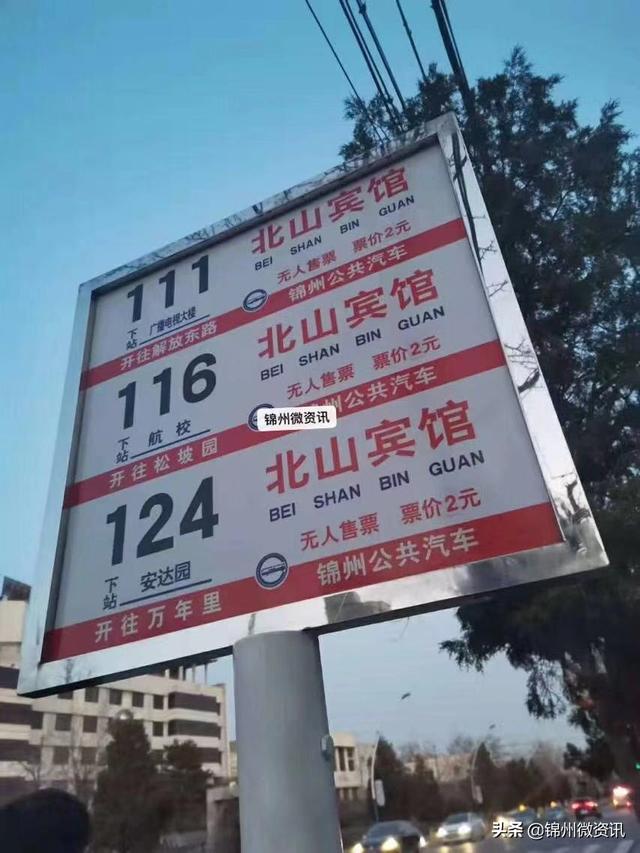 111 北山宾馆
BEI SHAN BIN GUAN
下站 广播电视大楼 无人售票 票价2元
开往解放东路 锦州公共汽车
116 北山宾馆
BEI SHAN BIN GUAN
下站 航校 无人售票 票价2元
开往松坡园 锦州公共汽车
锦州微资讯
124 北山宾馆
BEI SHAN BIN GUAN
下站 安达园 无人售票 票价2元
开往万年里 锦州公共汽车
头条 @锦州微资讯